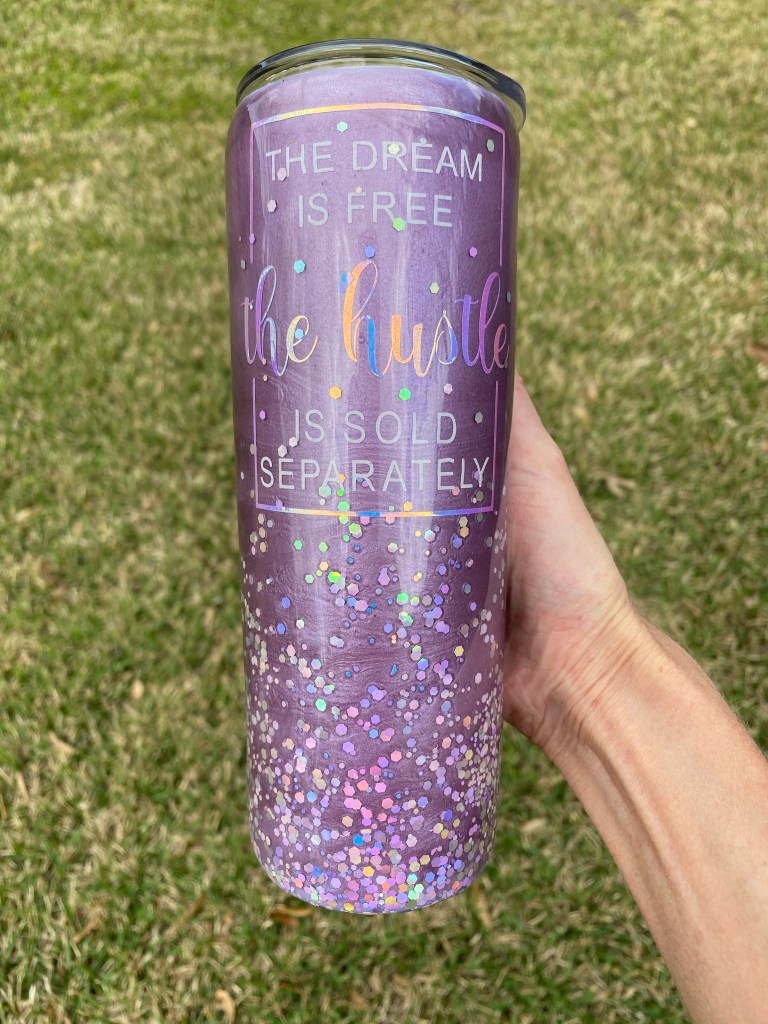 THE DREAM
IS FREE
the hustle
IS SOLD
SEPARATELY